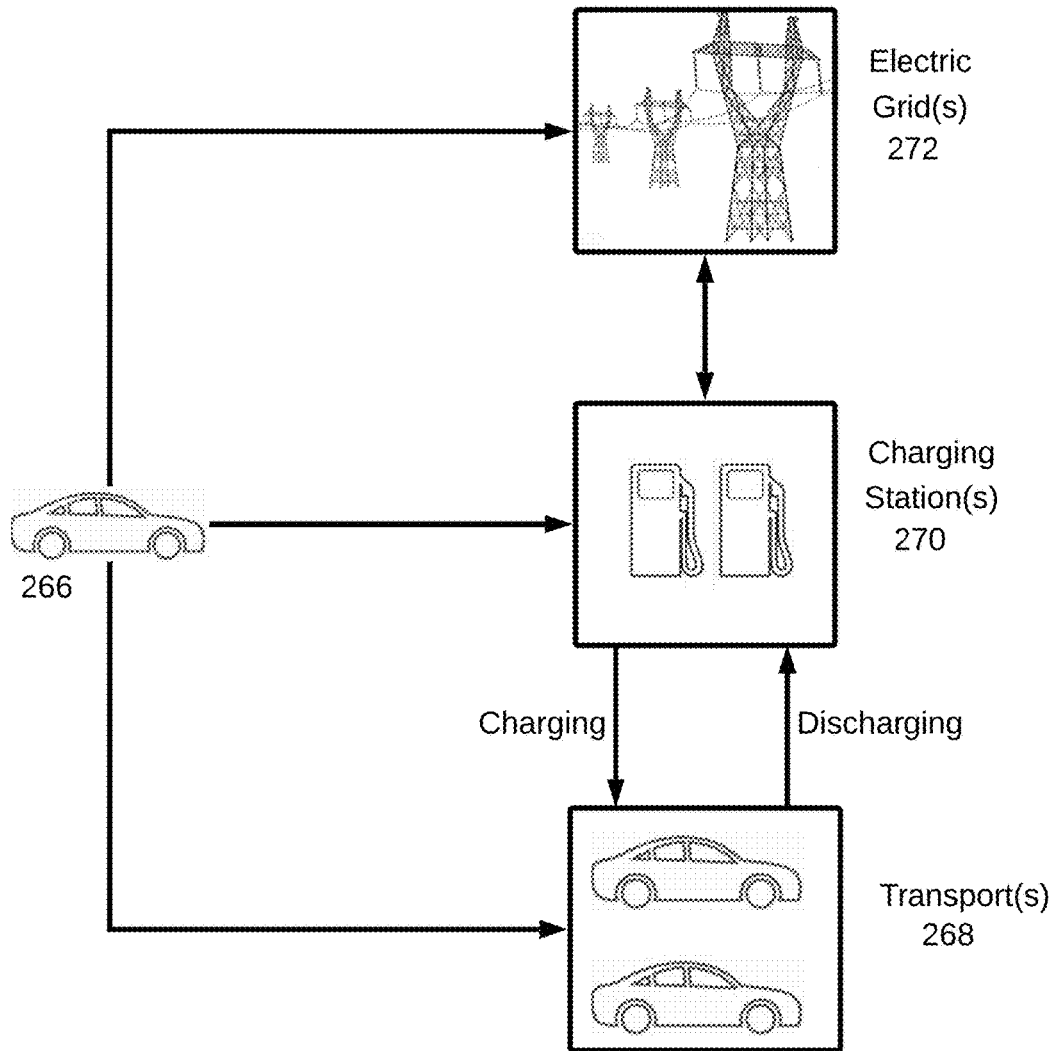 Electric
Grid(s)
272
Charging
Station(s)
270
266
Charging
Discharging
Transport(s)
268